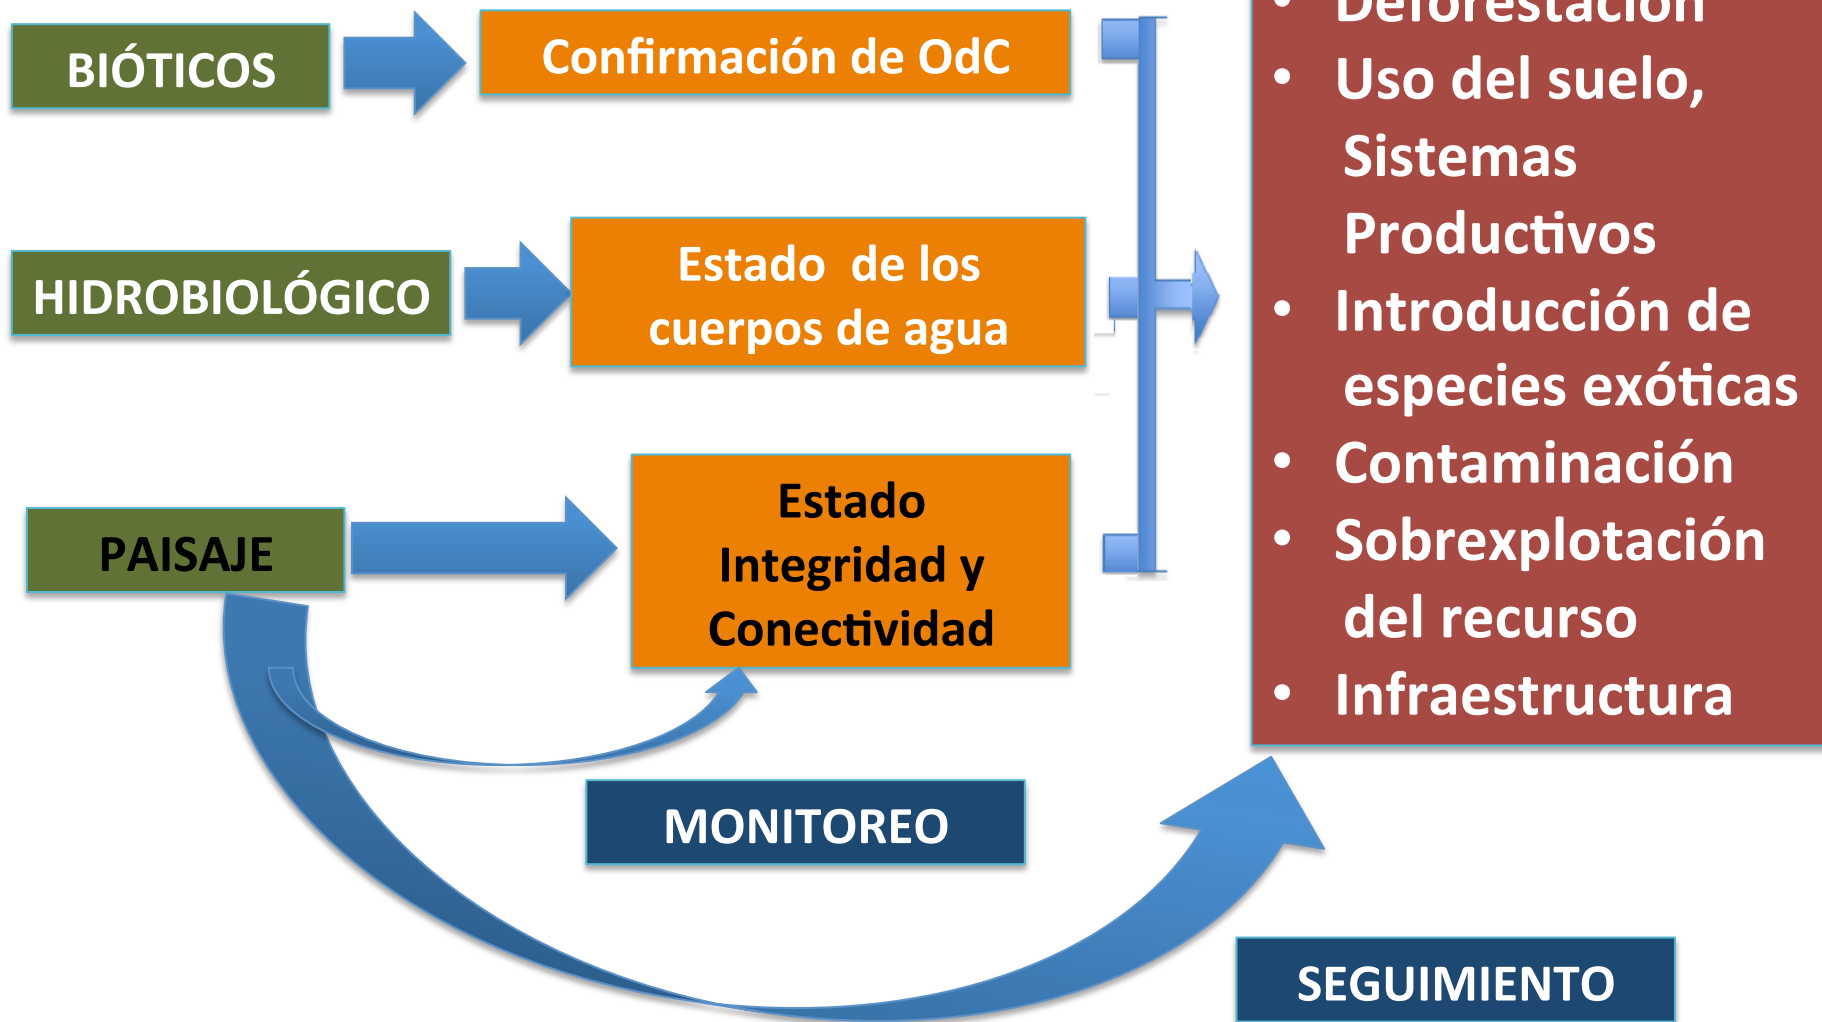 BIÓTICOS
Confirmación de OdC
HIDROBIOLÓGICO
Estado de los
cuerpos de agua
PAISAJE
Estado
Integridad y
Conectividad
• Deforestación
• Uso del suelo,
Sistemas
Productivos
• Introducción de
especies exóticas
• Contaminación
• Sobrexplotación
del recurso
• Infraestructura
MONITOREO
SEGUIMIENTO